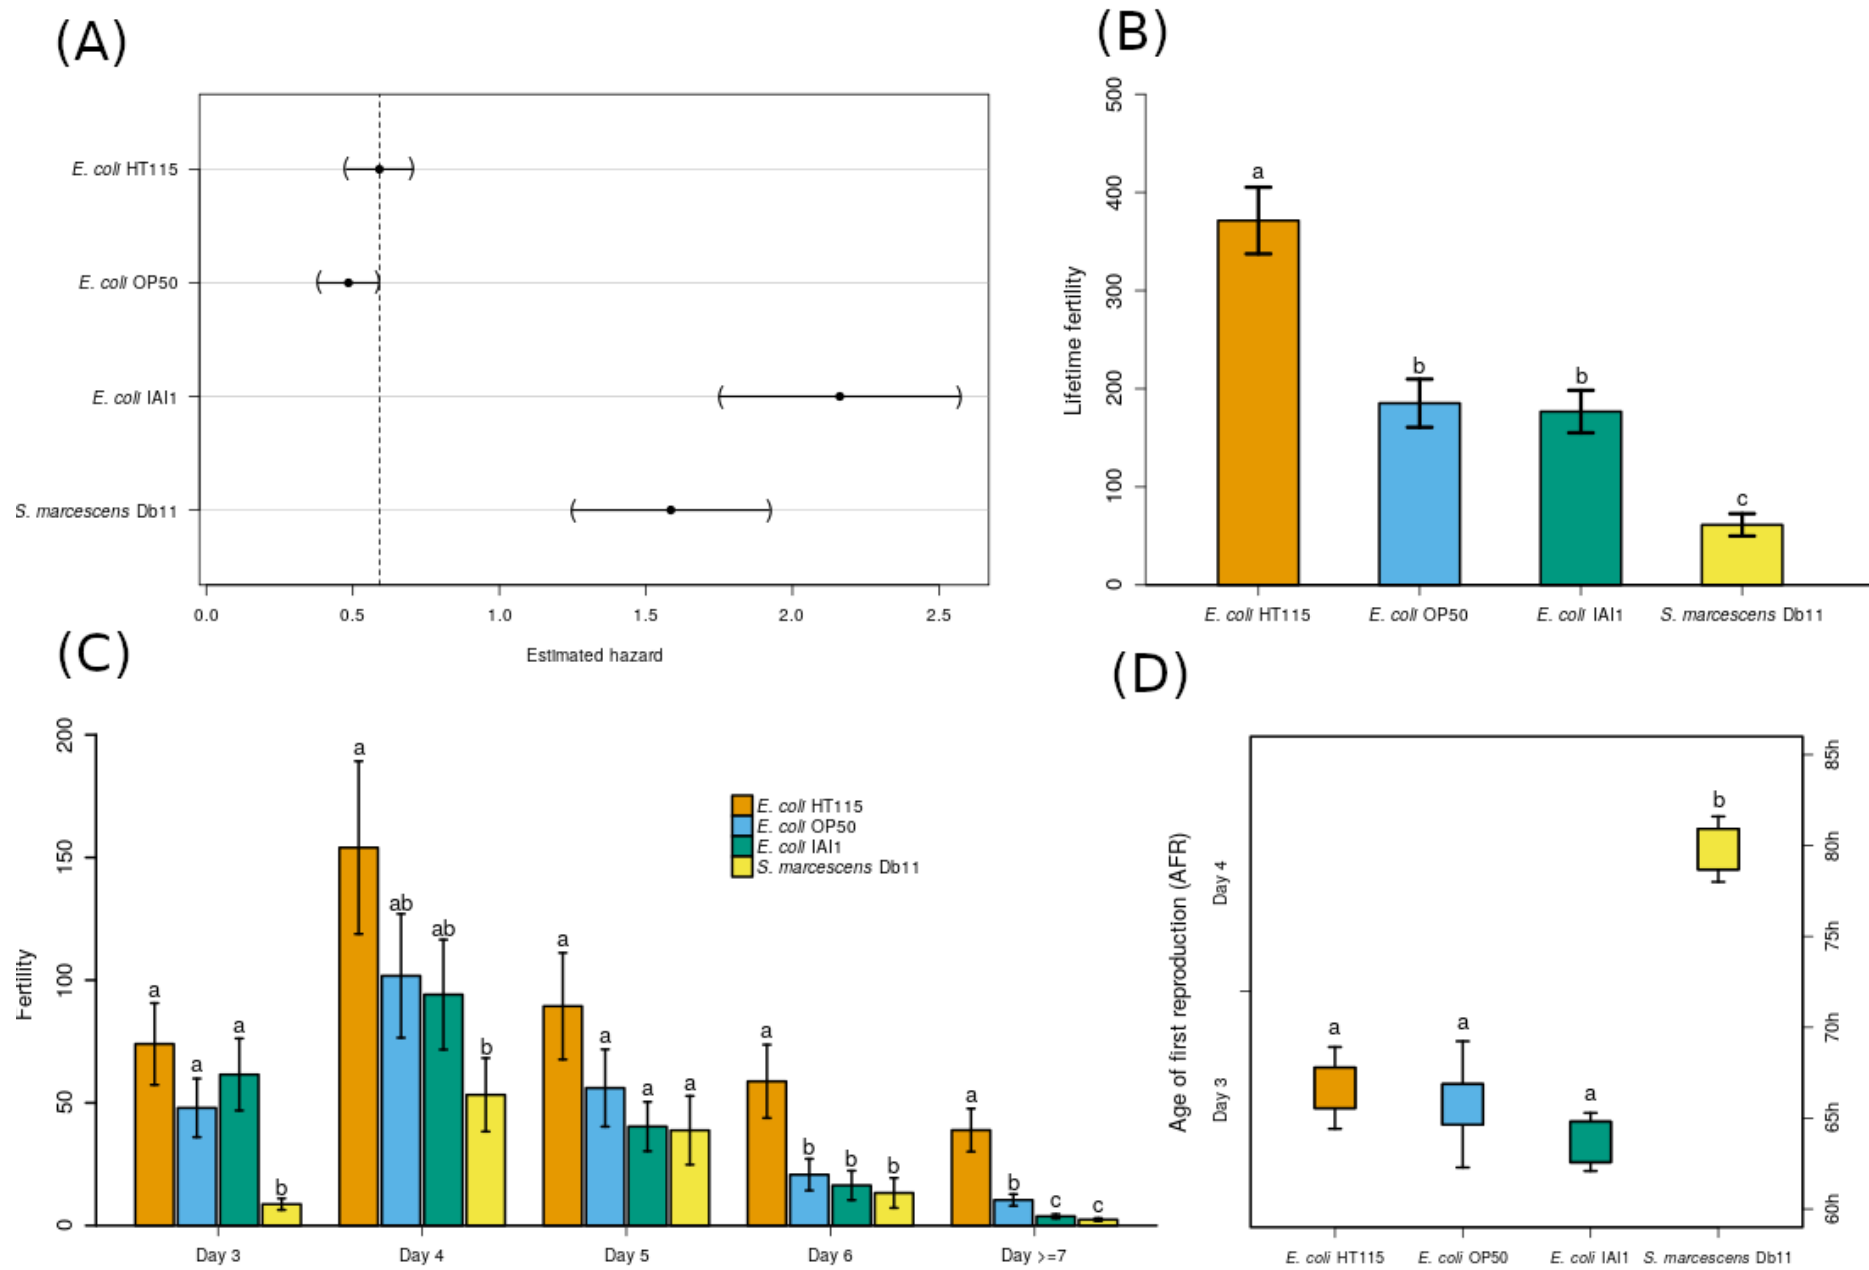 (A)
E. coli HT115
E. coli OP50
E. coli IAI1
S. marcescens Db11
0.0 0.5 1.0 1.5 2.0 2.5
Estimated hazard
(B)
Lifetime fertility
500
400
300
200
100
0
a
b
b
c
E. coli HT115 E. coli OP50 E. coli IAI1 S. marcescens Db11
(C)
Fertility
200
150
100
50
0
a a a b
a ab ab b
a a a a
a b b b
a b c c
E. coli HT115
E. coli OP50
E. coli IAI1
S. marcescens Db11
Day 3 Day 4 Day 5 Day 6 Day >=7
(D)
Age of first reproduction (AFR)
Day 4
Day 3
85h
80h
75h
70h
65h
60h
a
a
a
b
E. coli HT115 E. coli OP50 E. coli IAI1 S. marcescens Db11